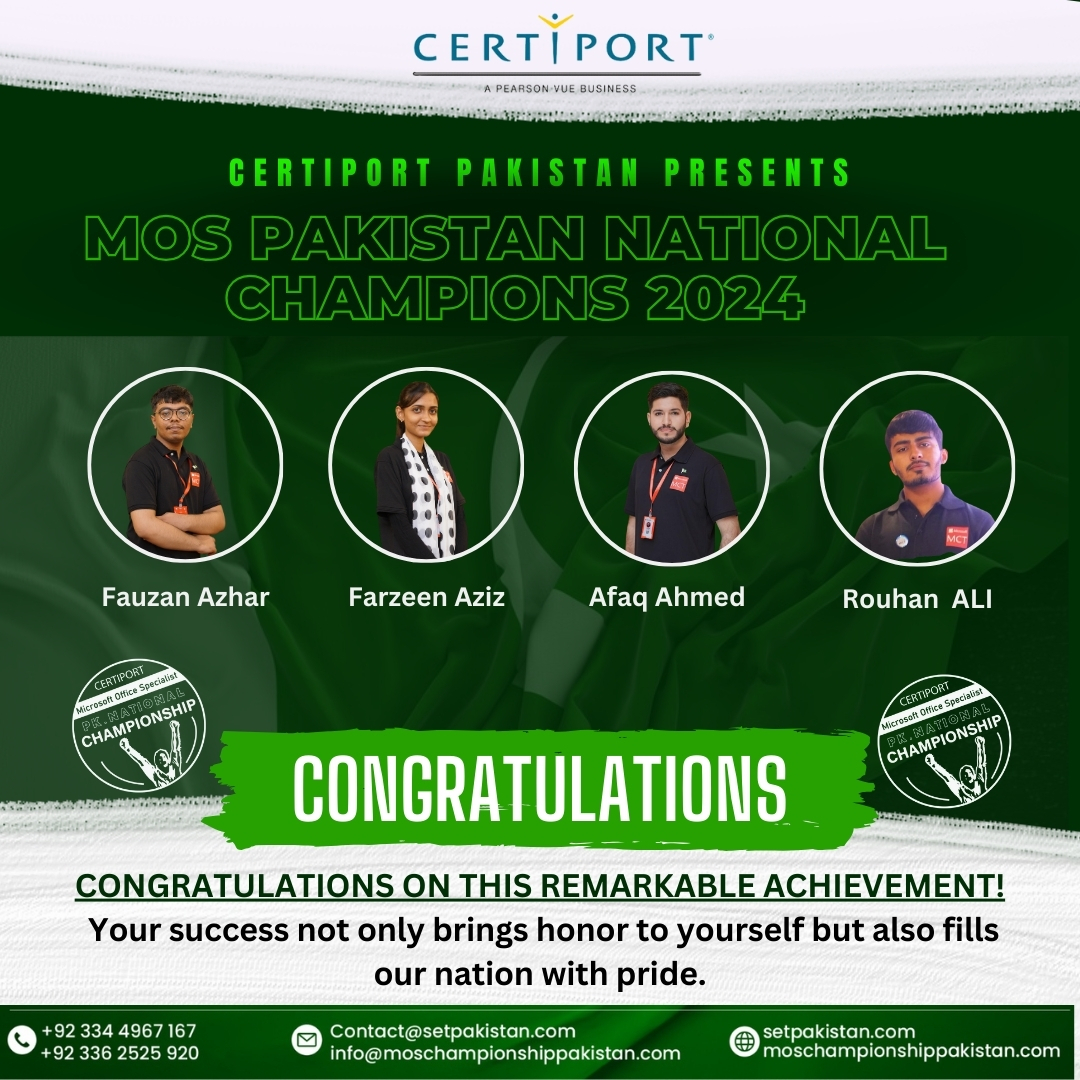 CERTIPORT®
A PEARSON VUE BUSINESS
CERTIPORT PAKISTAN PRESENTS
MOS PAKISTAN NATIONAL
CHAMPIONS 2024
MCT
MCT
Fauzan Azhar
Farzeen Aziz
Afaq Ahmed
Rouhan ALI
CERTIPORT
Microsoft Office Specialist
PK.NATIONAL
CHAMPIONSHIP
CERTIPORT
Microsoft Office Specialist
PK.NATIONAL
CHAMPIONSHIP
CONGRATULATIONS
CONGRATULATIONS ON THIS REMARKABLE ACHIEVEMENT!
Your success not only brings honor to yourself but also fills
our nation with pride.
+92 334 4967 167
+92 336 2525 920
Contact@setpakistan.com
info@moschampionshippakistan.com
setpakistan.com
moschampionshippakistan.com